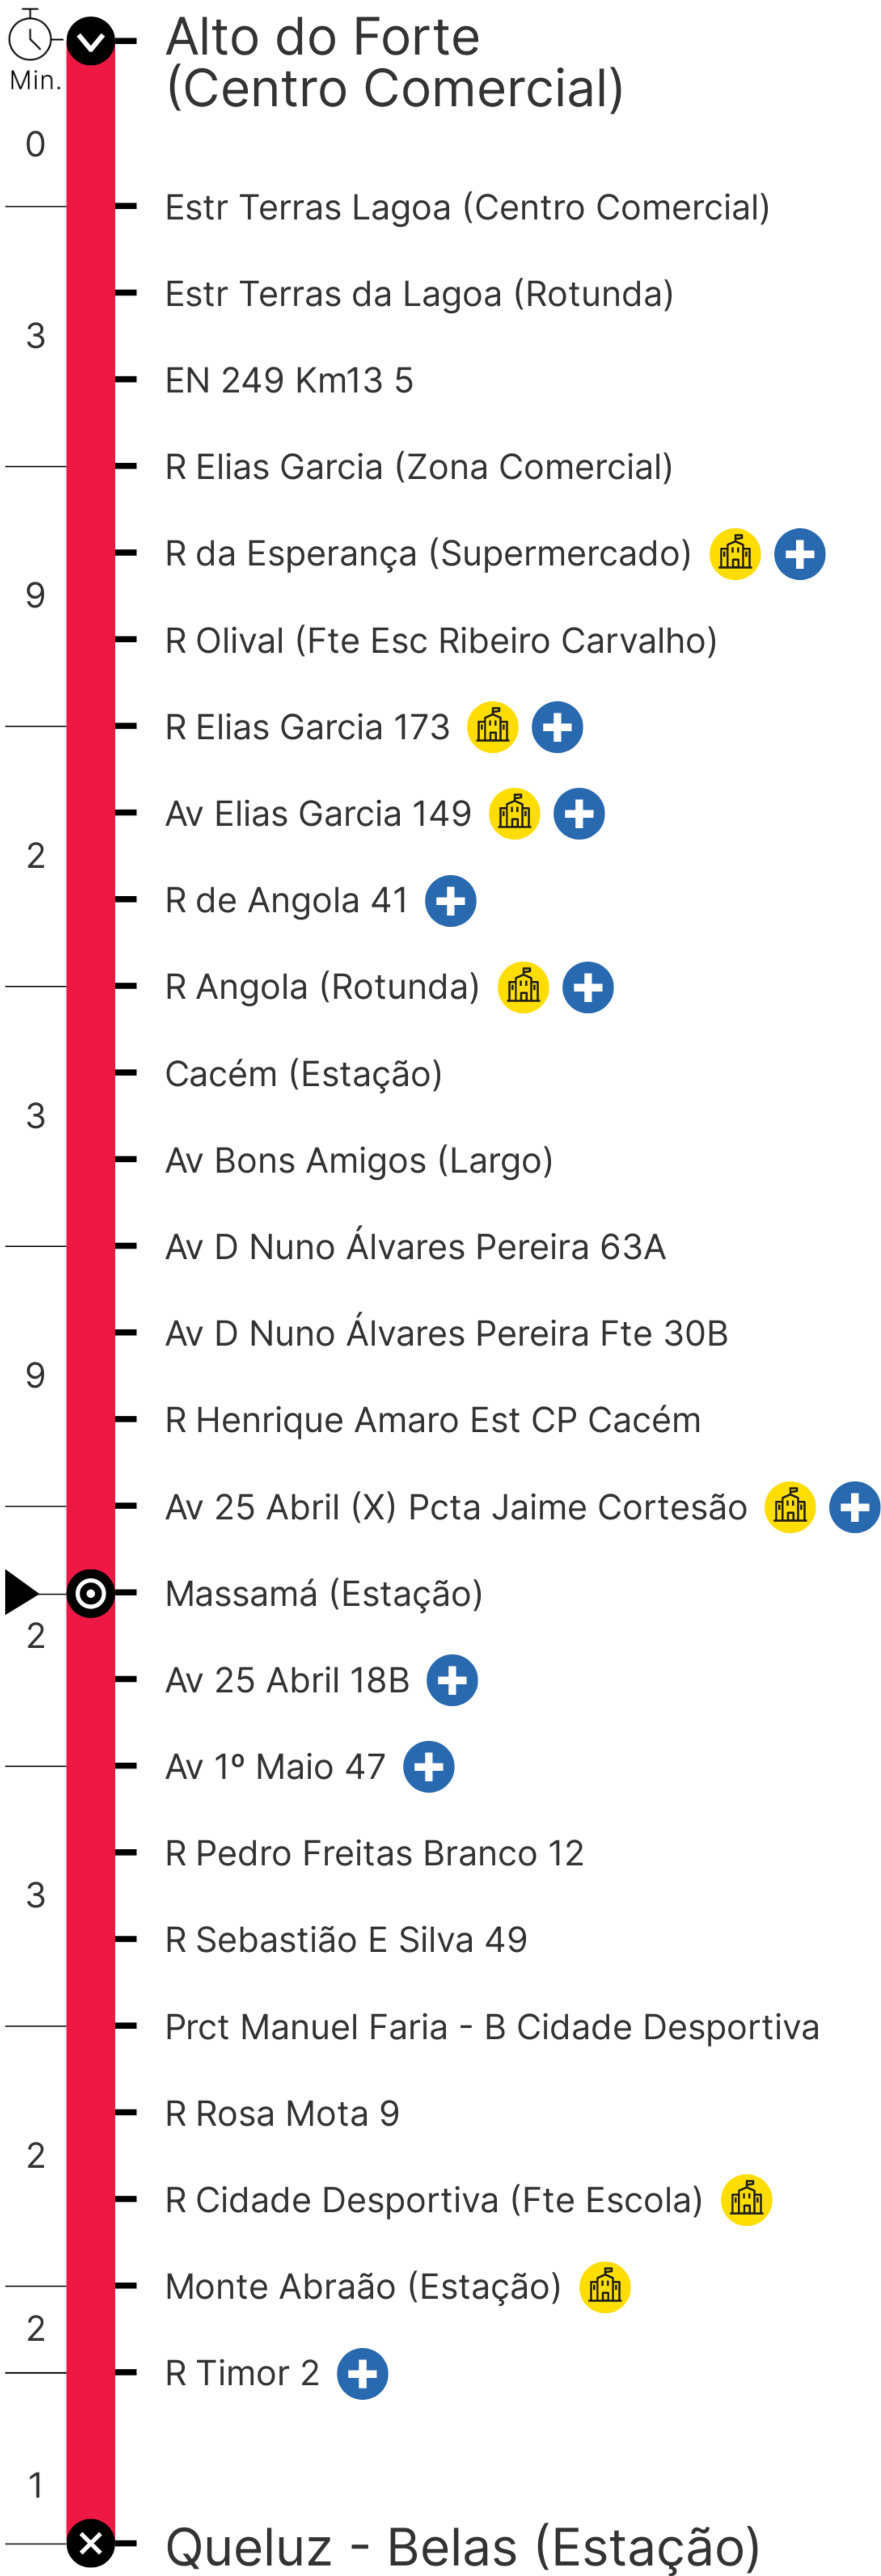 Alto do Forte
(Centro Comercial)
Min.
0
Estr Terras Lagoa (Centro Comercial)
Estr Terras da Lagoa (Rotunda)
3
EN 249 Km13 5
R Elias Garcia (Zona Comercial)
R da Esperança (Supermercado)
9
R Olival (Fte Esc Ribeiro Carvalho)
R Elias Garcia 173
Av Elias Garcia 149
2
R de Angola 41
R Angola (Rotunda)
Cacém (Estação)
3
Av Bons Amigos (Largo)
Av D Nuno Álvares Pereira 63A
Av D Nuno Álvares Pereira Fte 30B
9
R Henrique Amaro Est CP Cacém
Av 25 Abril (X) Pcta Jaime Cortesão
Massamá (Estação)
2
Av 25 Abril 18B
Av 1º Maio 47
R Pedro Freitas Branco 12
3
R Sebastião E Silva 49
Prct Manuel Faria - B Cidade Desportiva
R Rosa Mota 9
2
R Cidade Desportiva (Fte Escola)
Monte Abraão (Estação)
2
R Timor 2
1
Queluz - Belas (Estação)